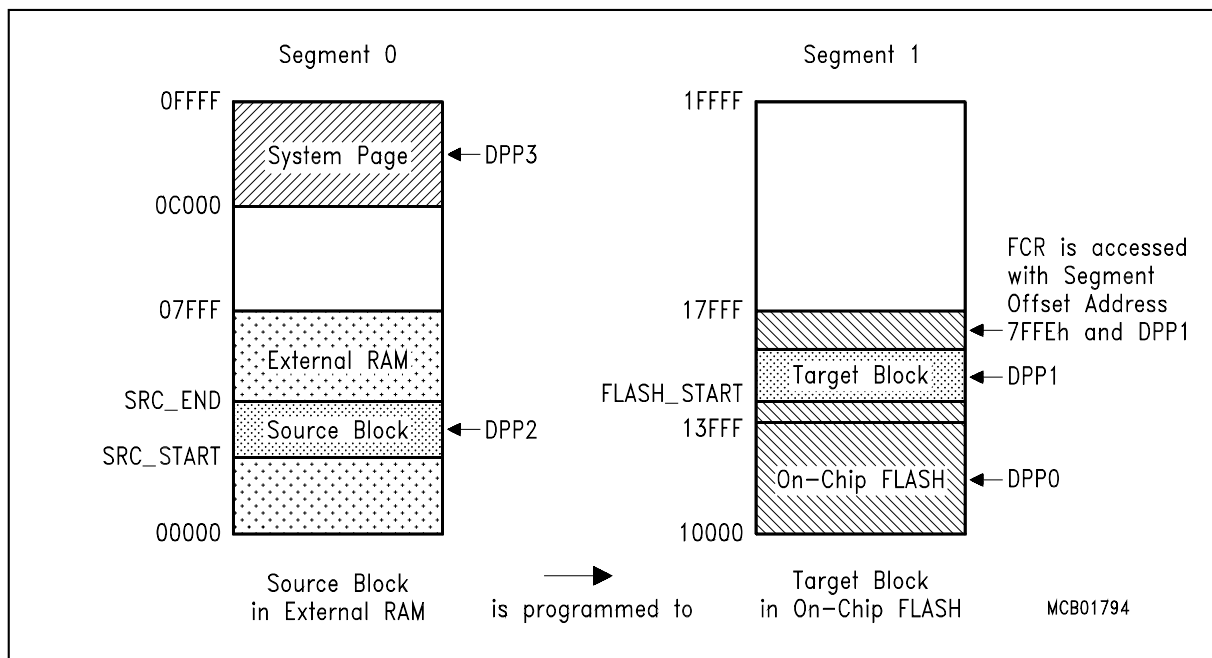 Segment 0
0FFFF
System Page
DPP3
0C000
07FFF
External RAM
SRC_END
Source Block
DPP2
SRC_START
00000
Source Block
in External RAM
is programmed to
Segment 1
1FFFF
FCR is accessed
with Segment
Offset Address
7FFEh and DPP1
17FFF
Target Block
DPP1
FLASH_START
13FFF
On-Chip FLASH
DPP0
10000
Target Block
in On-Chip FLASH
MCB01794